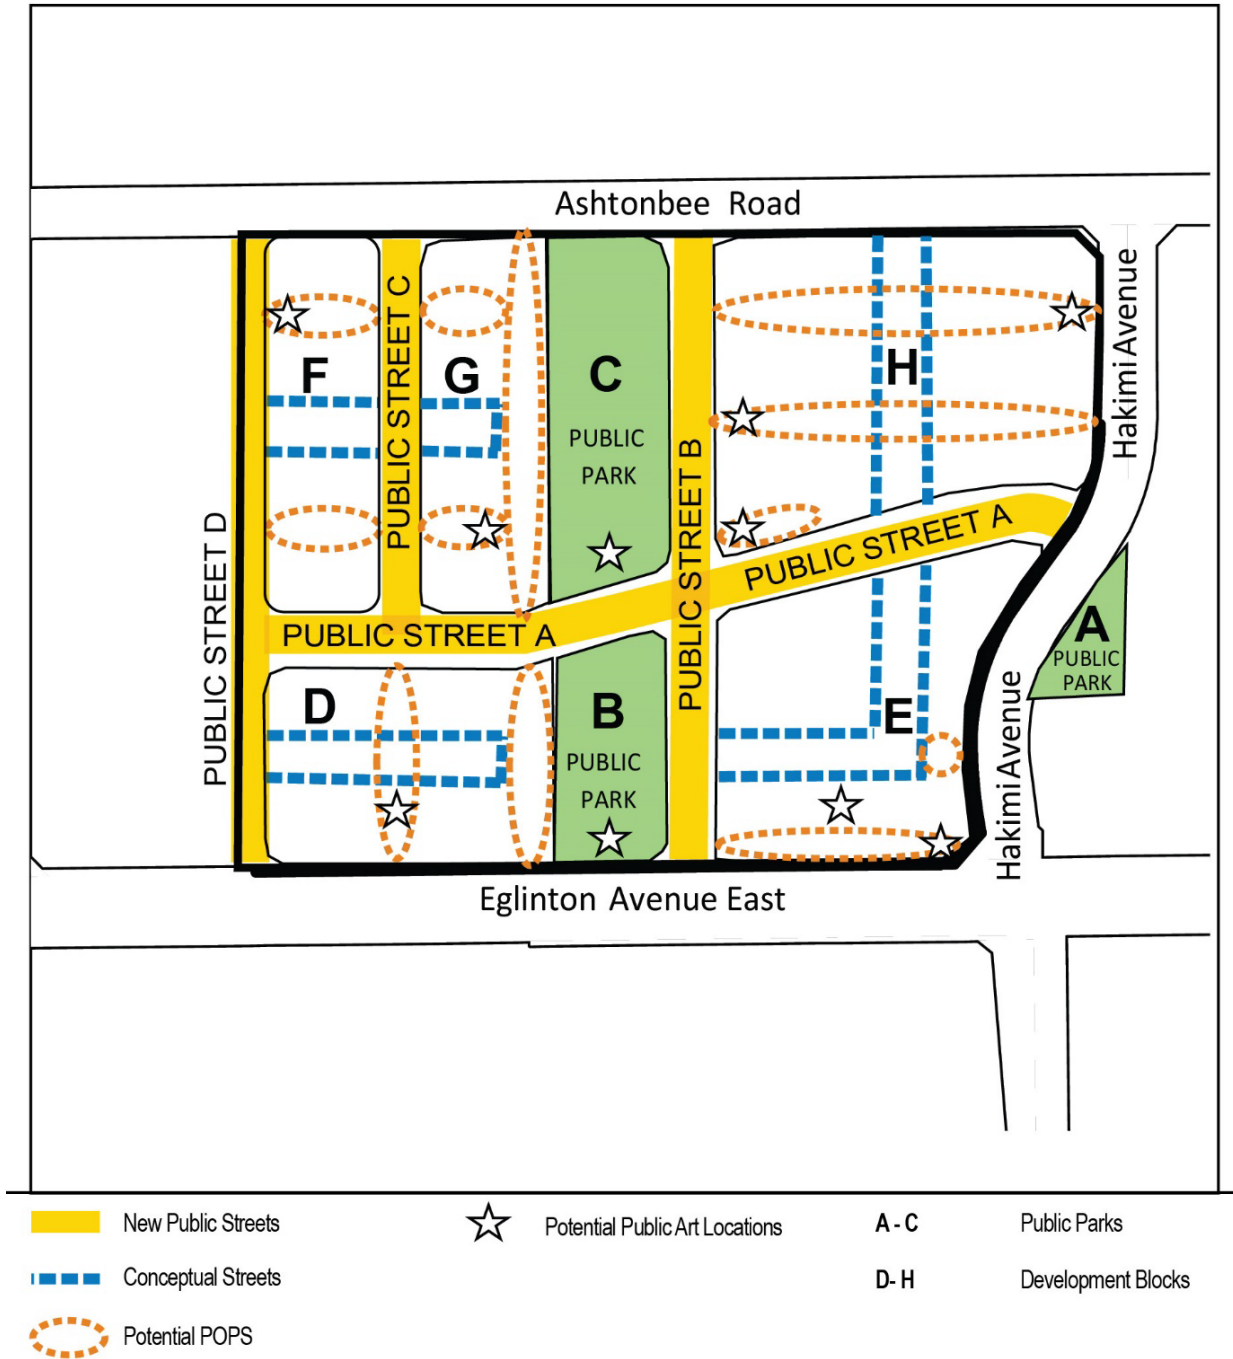 Ashtonbee Road
Hakimi Avenue
PUBLIC STREET C
F
G
C
H
PUBLIC
PARK
PUBLIC STREET B
PUBLIC STREET D
PUBLIC STREET A
PUBLIC STREET A
A
PUBLIC
PARK
D
B
E
PUBLIC
PARK
Hakimi Avenue
Eglinton Avenue East
New Public Streets
Potential Public Art Locations
A - C
Public Parks
Conceptual Streets
D- H
Development Blocks
Potential POPS